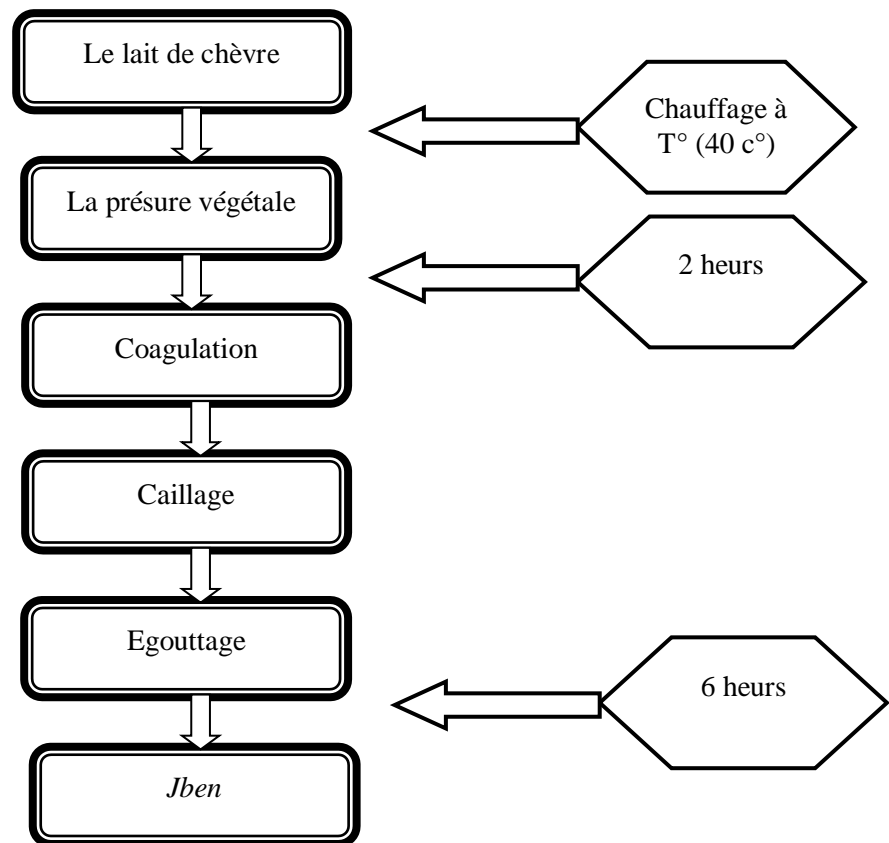 Le lait de chèvre
Chauffage à
T° (40 c°)
La présure végétale
2 heurs
Coagulation
Caillage
Egouttage
6 heurs
Jben